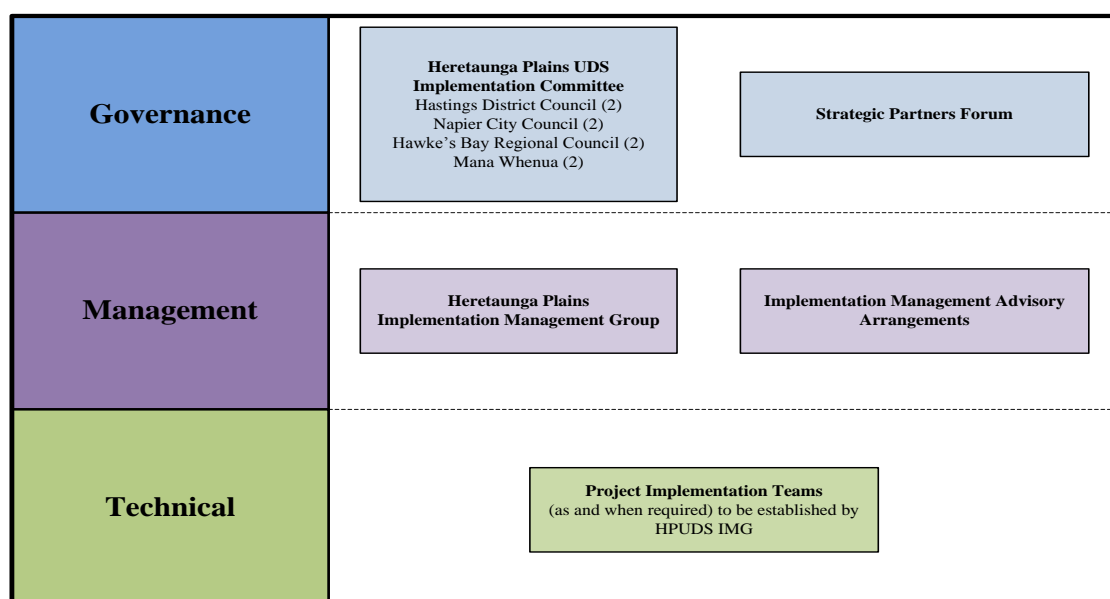 Governance
Heretaunga Plains UDS
Implementation Committee
Hastings District Council (2)
Napier City Council (2)
Hawke's Bay Regional Council (2)
Mana Whenua (2)
Strategic Partners Forum
Management
Heretaunga Plains
Implementation Management Group
Implementation Management Advisory
Arrangements
Technical
Project Implementation Teams
(as and when required) to be established by
HPUDS IMG